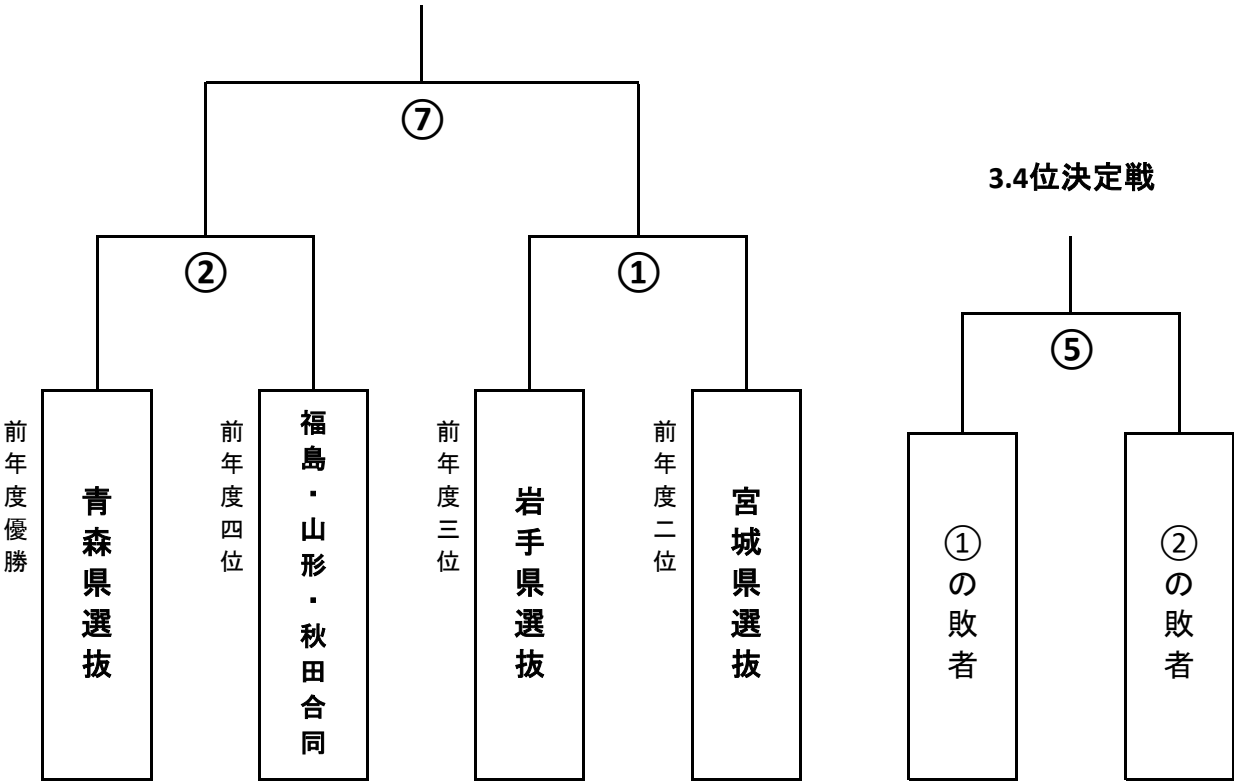 ⑦
3.4位決定戦
②
①
⑤
前年度優勝
青森県選抜
前年度四位
福島・山形・秋田合同
前年度三位
岩手県選抜
前年度二位
宮城県選抜
①の敗者
②の敗者